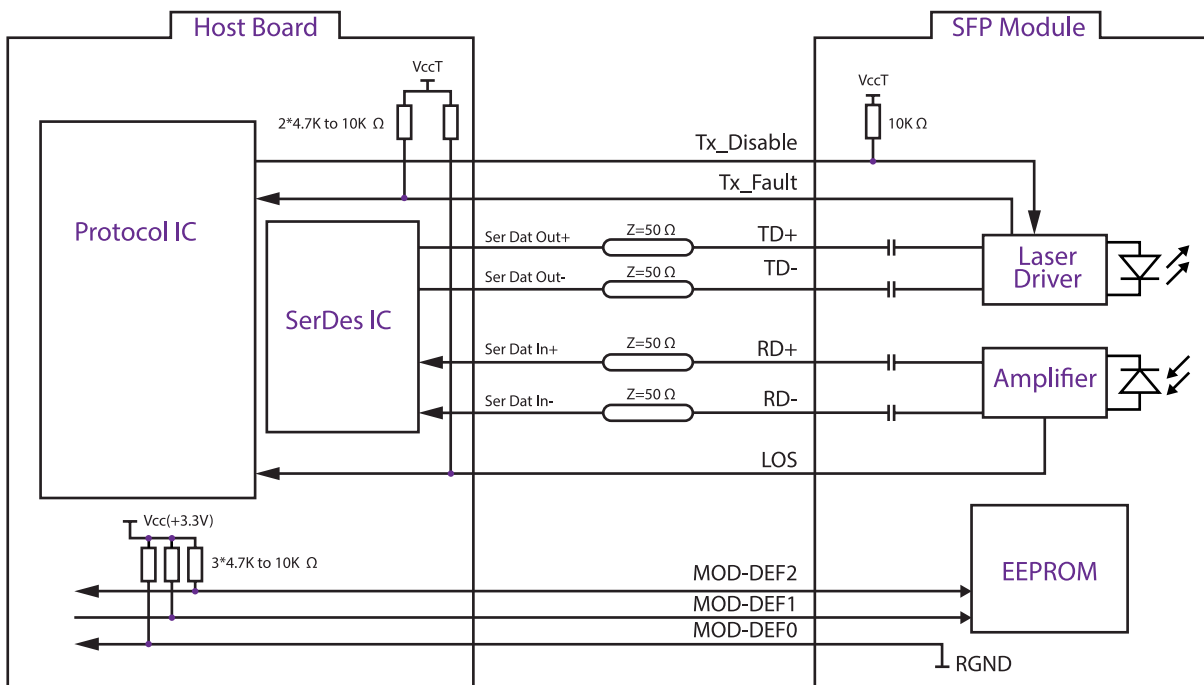 Host Board
SFP Module
VccT
VccT
2*4.7K to 10K Ω
10K Ω
Tx_Disable
Tx_Fault
Protocol IC
SerDes IC
Ser Dat Out+
Z=50 Ω
TD+
Ser Dat Out-
Z=50 Ω
TD-
Laser
Driver
Ser Dat In+
Z=50 Ω
RD+
Ser Dat In-
Z=50 Ω
RD-
Amplifier
LOS
Vcc(+3.3V)
3*4.7K to 10K Ω
MOD-DEF2
MOD-DEF1
MOD-DEF0
EEPROM
RGND